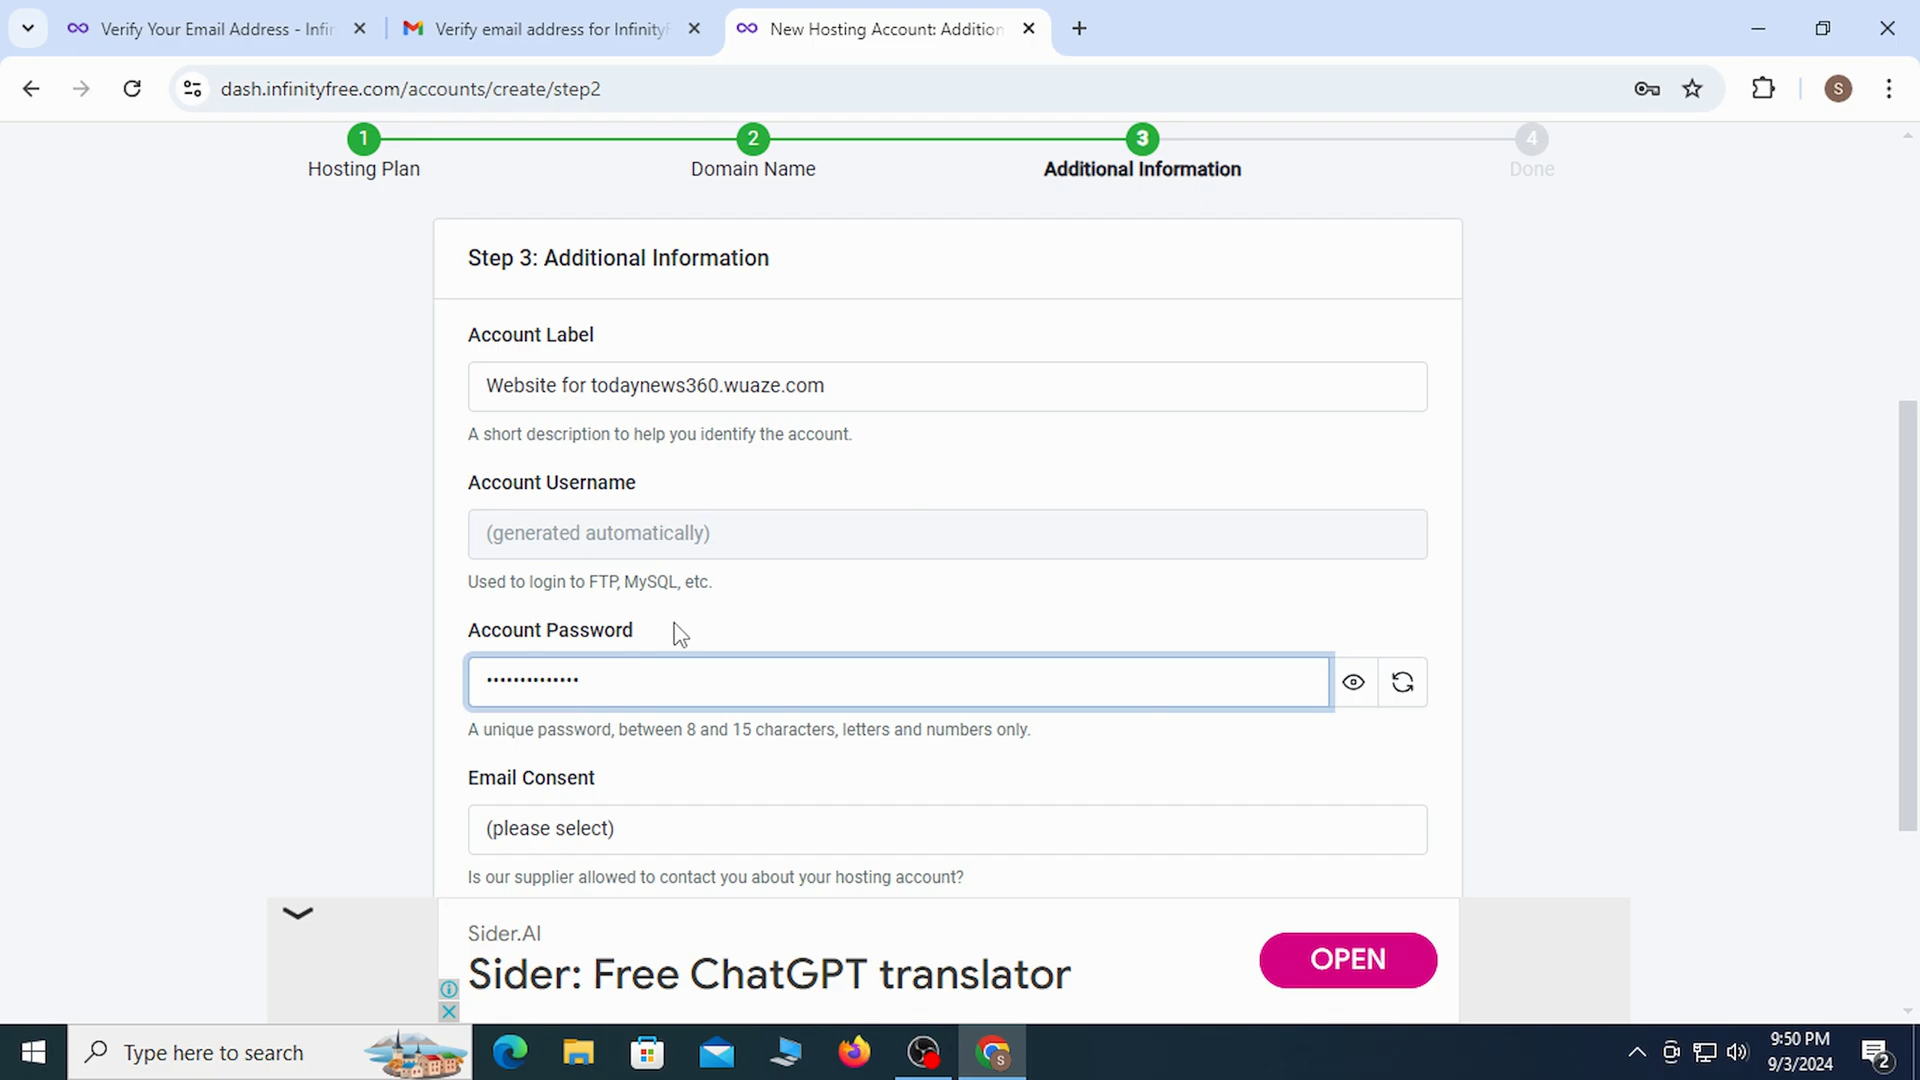 Verify Your Email Address - Infin
Verify email address for Infinityf
New Hosting Account: Addition
dash.infinityfree.com/accounts/create/step2
S
1
2
3
4
Hosting Plan
Domain Name
Additional Information
Done
Step 3: Additional Information
Account Label
Website for todaynews360.wuaze.com
A short description to help you identify the account.
Account Username
(generated automatically)
Used to login to FTP, MySQL, etc.
Account Password
••••••••••••••
A unique password, between 8 and 15 characters, letters and numbers only.
Email Consent
(please select)
Is our supplier allowed to contact you about your hosting account?
Sider.AI
Sider: Free ChatGPT translator
OPEN
Type here to search
S
9:50 PM
9/3/2024
2